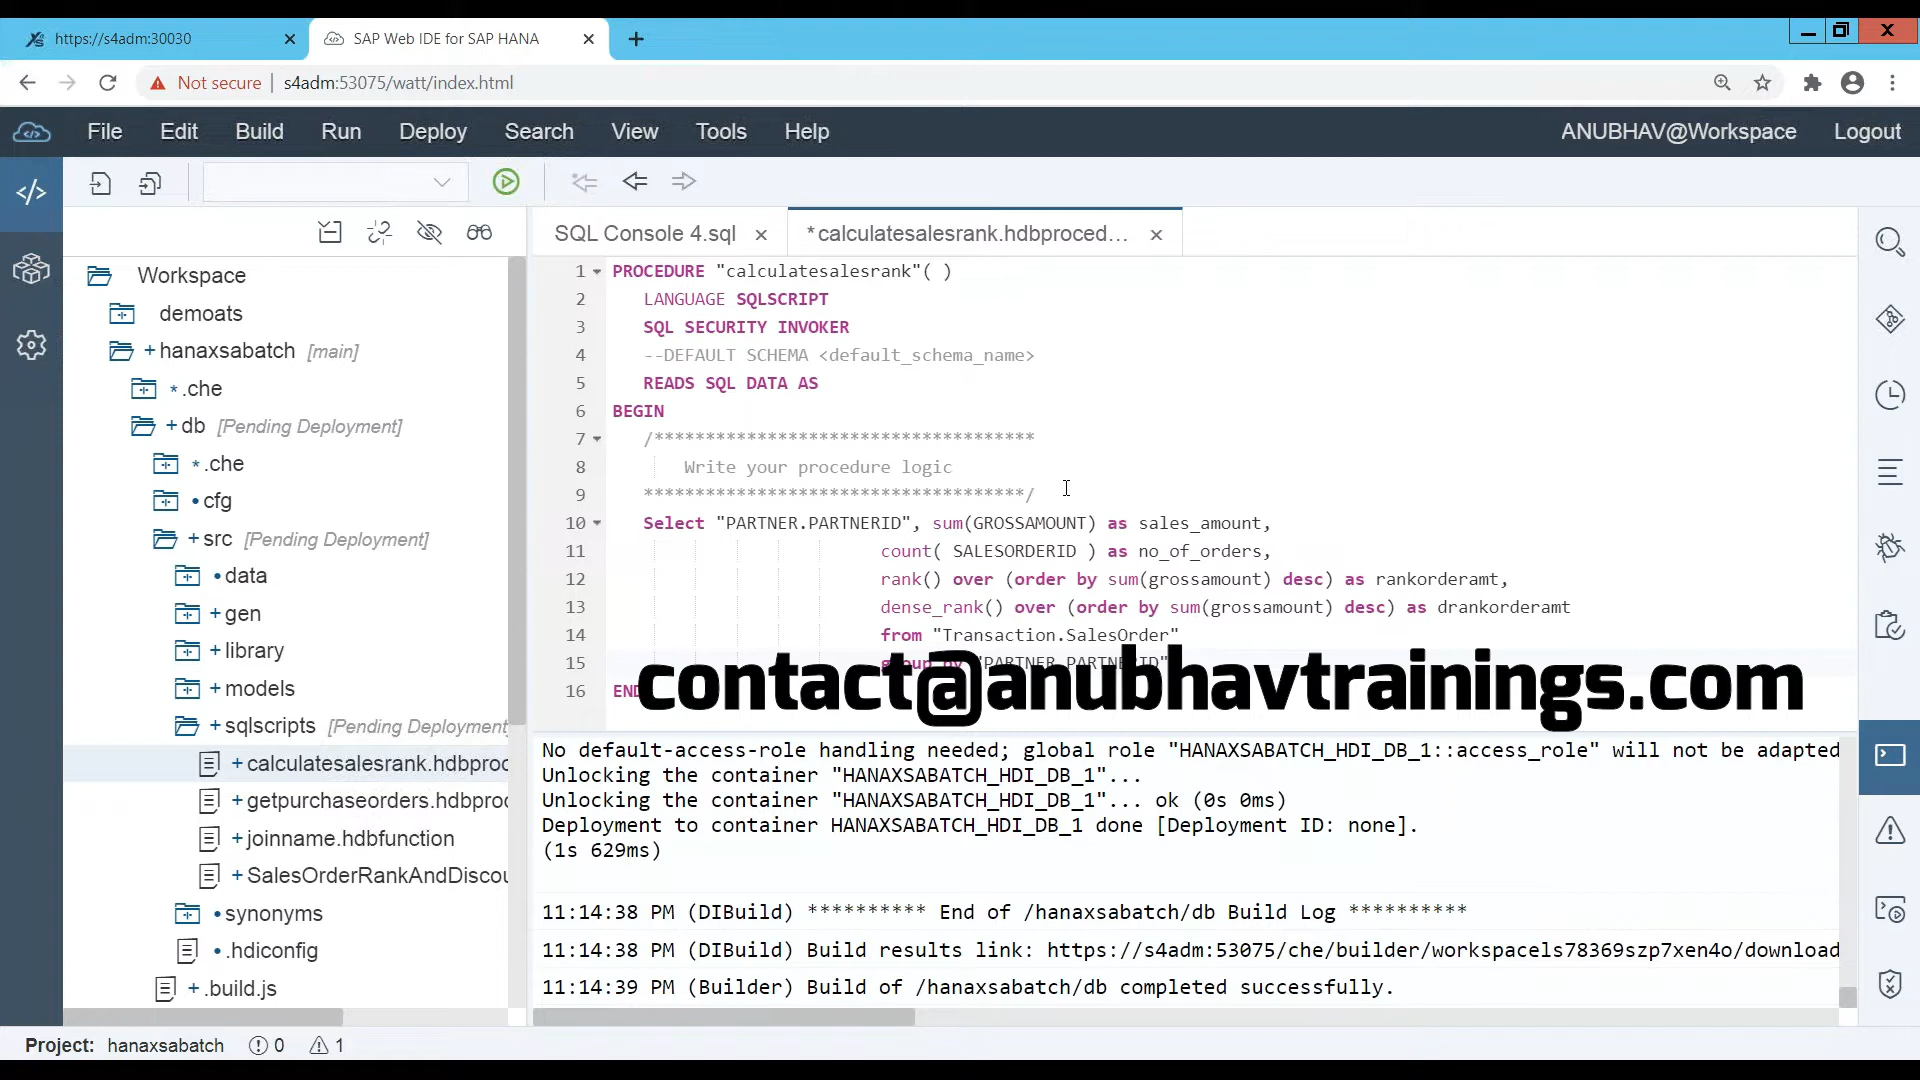 https://s4adm:30030
SAP Web IDE for SAP HANA
Not secure | s4adm:53075/watt/index.html
File Edit Build Run Deploy Search View Tools Help ANUBHAV@Workspace Logout
SQL Console 4.sql
*calculatesalesrank.hdbproced...
Workspace
demoats
+ hanaxsabatch [main]
* .che
+ db [Pending Deployment]
* .che
• cfg
+ src [Pending Deployment]
• data
+ gen
+ library
+ models
+ sqlscripts [Pending Deployment
+ calculatesalesrank.hdbproc
+ getpurchaseorders.hdbproc
+ joinname.hdbfunction
+ SalesOrderRankAndDiscou
• synonyms
• .hdiconfig
+ .build.js
1 PROCEDURE "calculatesalesrank"( )
2 LANGUAGE SQLSCRIPT
3 SQL SECURITY INVOKER
4 --DEFAULT SCHEMA <default_schema_name>
5 READS SQL DATA AS
6 BEGIN
7 /*************************************
8 Write your procedure logic
9 *************************************/
10 Select "PARTNER.PARTNERID", sum(GROSSAMOUNT) as sales_amount,
11 count( SALESORDERID ) as no_of_orders,
12 rank() over (order by sum(grossamount) desc) as rankorderamt,
13 dense_rank() over (order by sum(grossamount) desc) as drankorderamt
14 from "Transaction.SalesOrder"
15 group by "PARTNER.PARTNERID"
16 END
contact@anubhavtrainings.com
No default-access-role handling needed; global role "HANAXSABATCH_HDI_DB_1::access_role" will not be adapted
Unlocking the container "HANAXSABATCH_HDI_DB_1"...
Unlocking the container "HANAXSABATCH_HDI_DB_1"... ok (0s 0ms)
Deployment to container HANAXSABATCH_HDI_DB_1 done [Deployment ID: none].
(1s 629ms)
11:14:38 PM (DIBuild) ********** End of /hanaxsabatch/db Build Log **********
11:14:38 PM (DIBuild) Build results link: https://s4adm:53075/che/builder/workspacels78369szp7xen4o/download
11:14:39 PM (Builder) Build of /hanaxsabatch/db completed successfully.
Project: hanaxsabatch 0 1